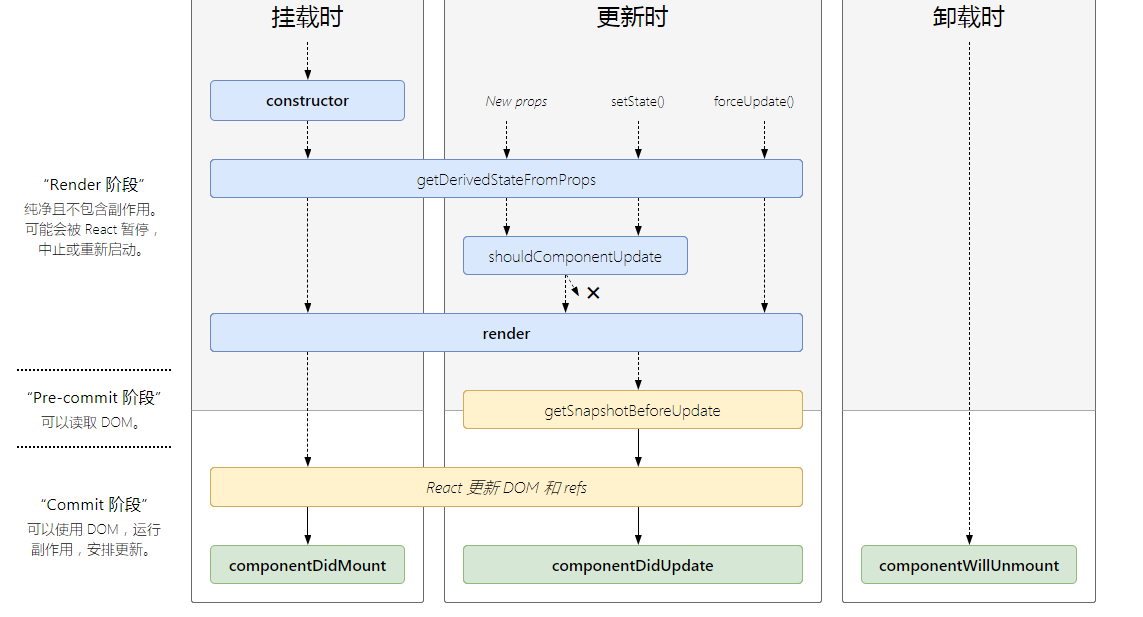 挂载时
更新时
卸载时
constructor
New props
setState()
forceUpdate()
getDerivedStateFromProps
“Render 阶段”
纯净且不包含副作用。
可能会被 React 暂停，
中止或重新启动。
shouldComponentUpdate
render
“Pre-commit 阶段”
可以读取 DOM。
getSnapshotBeforeUpdate
React 更新 DOM 和 refs
“Commit 阶段”
可以使用 DOM，运行
副作用，安排更新。
componentDidMount
componentDidUpdate
componentWillUnmount